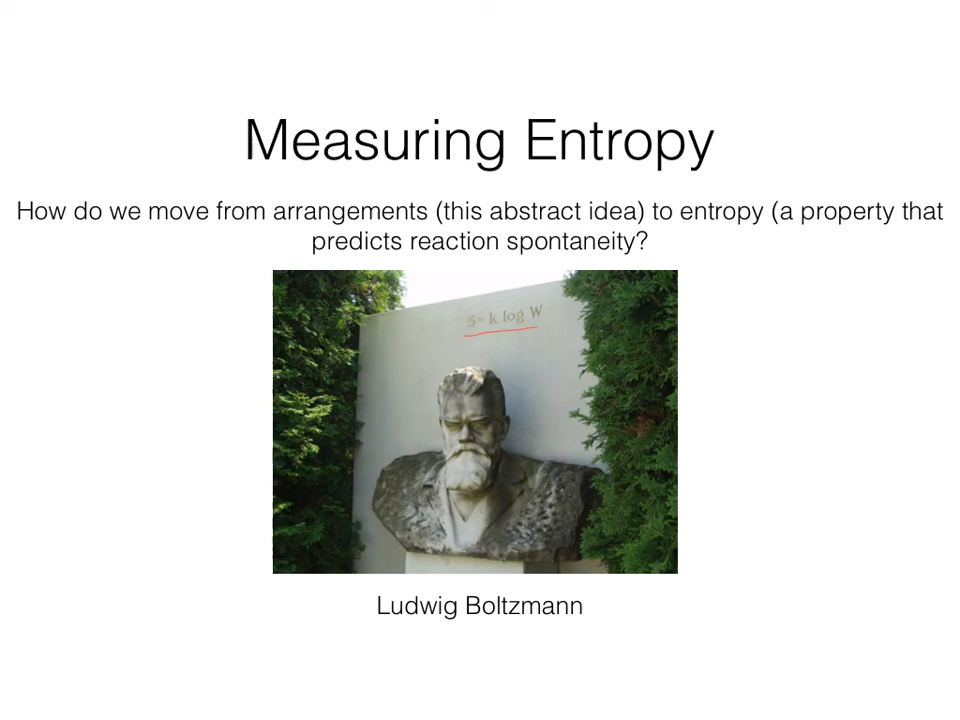 Measuring Entropy
How do we move from arrangements (this abstract idea) to entropy (a property that
predicts reaction spontaneity?
S = k. log W
Ludwig Boltzmann